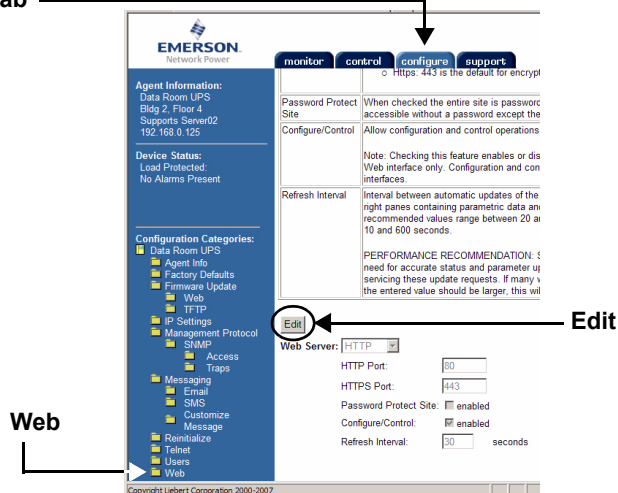 EMERSON
Network Power
monitor control configure support
Agent Information:
Data Room UPS
Bldg 2, Floor 4
Supports Server02
192.168.0.125
Device Status:
Load Protected:
No Alarms Present
Configuration Categories:
Data Room UPS
Agent Info
Factory Defaults
Firmware Update
Web
TFTP
IP Settings
Management Protocol
SNMP
Access
Traps
Messaging
Email
SMS
Customize
Message
Reinitialize
Telnet
Users
Web
Web
Copyright Liebert Corporation 2000-2007
o Https: 443 is the default for
Password Protect
Site
When checked the entire site is
accessible without a password except the
Configure/Control
Allow configuration and control operations
Note: Checking this feature enables or
Web interface only. Configuration and
interfaces.
Refresh Interval
Interval between automatic updates of the
right panes containing parametric data
recommended values range between 20
10 and 600 seconds.
PERFORMANCE RECOMMENDATION:
need for accurate status and parameter
servicing these update requests. If many
the entered value should be larger, this
Edit
Edit
Web Server: HTTP
HTTP Port: 80
HTTPS Port: 443
Password Protect Site: enabled
Configure/Control: enabled
Refresh Interval: 30 seconds